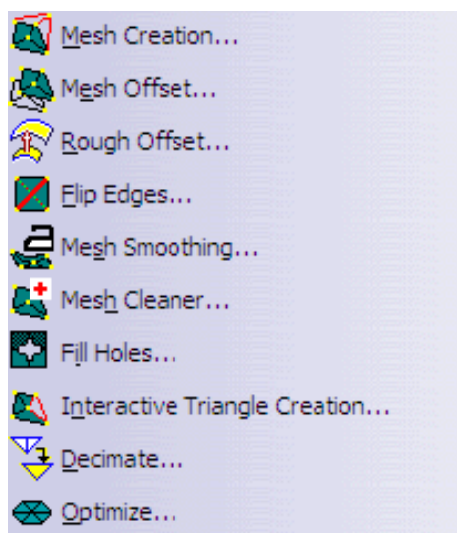 Mesh Creation...
Mesh Offset...
Rough Offset...
Flip Edges...
Mesh Smoothing...
Mesh Cleaner...
Fill Holes...
Interactive Triangle Creation...
Decimate...
Optimize...